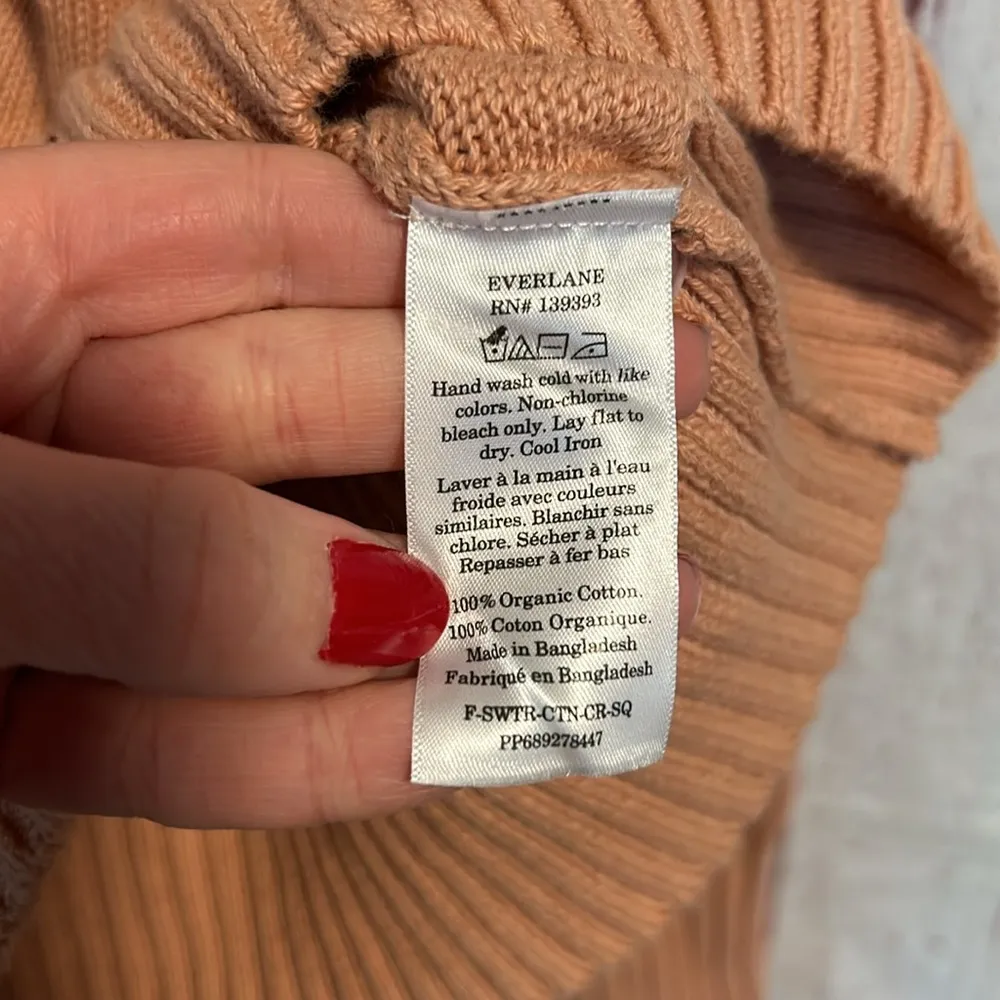 EVERLANE
RN# 139393
Hand wash cold with like
colors. Non-chlorine
bleach only. Lay flat to
dry. Cool Iron
Laver à la main à l'eau
froide avec couleurs
similaires. Blanchir sans
chlore. Sécher à plat
Repasser à fer bas
100% Organic Cotton.
100% Coton Organique.
Made in Bangladesh
Fabriqué en Bangladesh
F-SWTR-CTN-CR-SQ
PP689278447